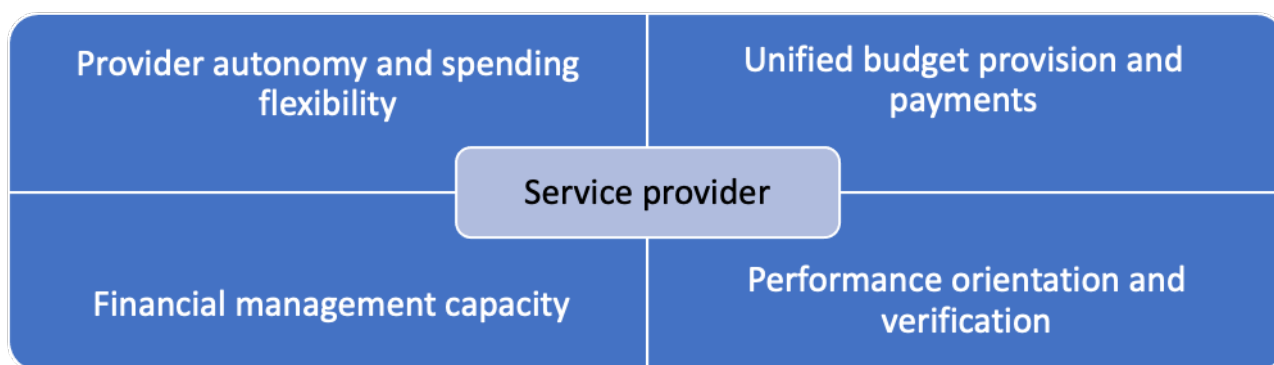 Provider autonomy and spending
flexibility
Unified budget provision and
payments
Service provider
Financial management capacity
Performance orientation and
verification